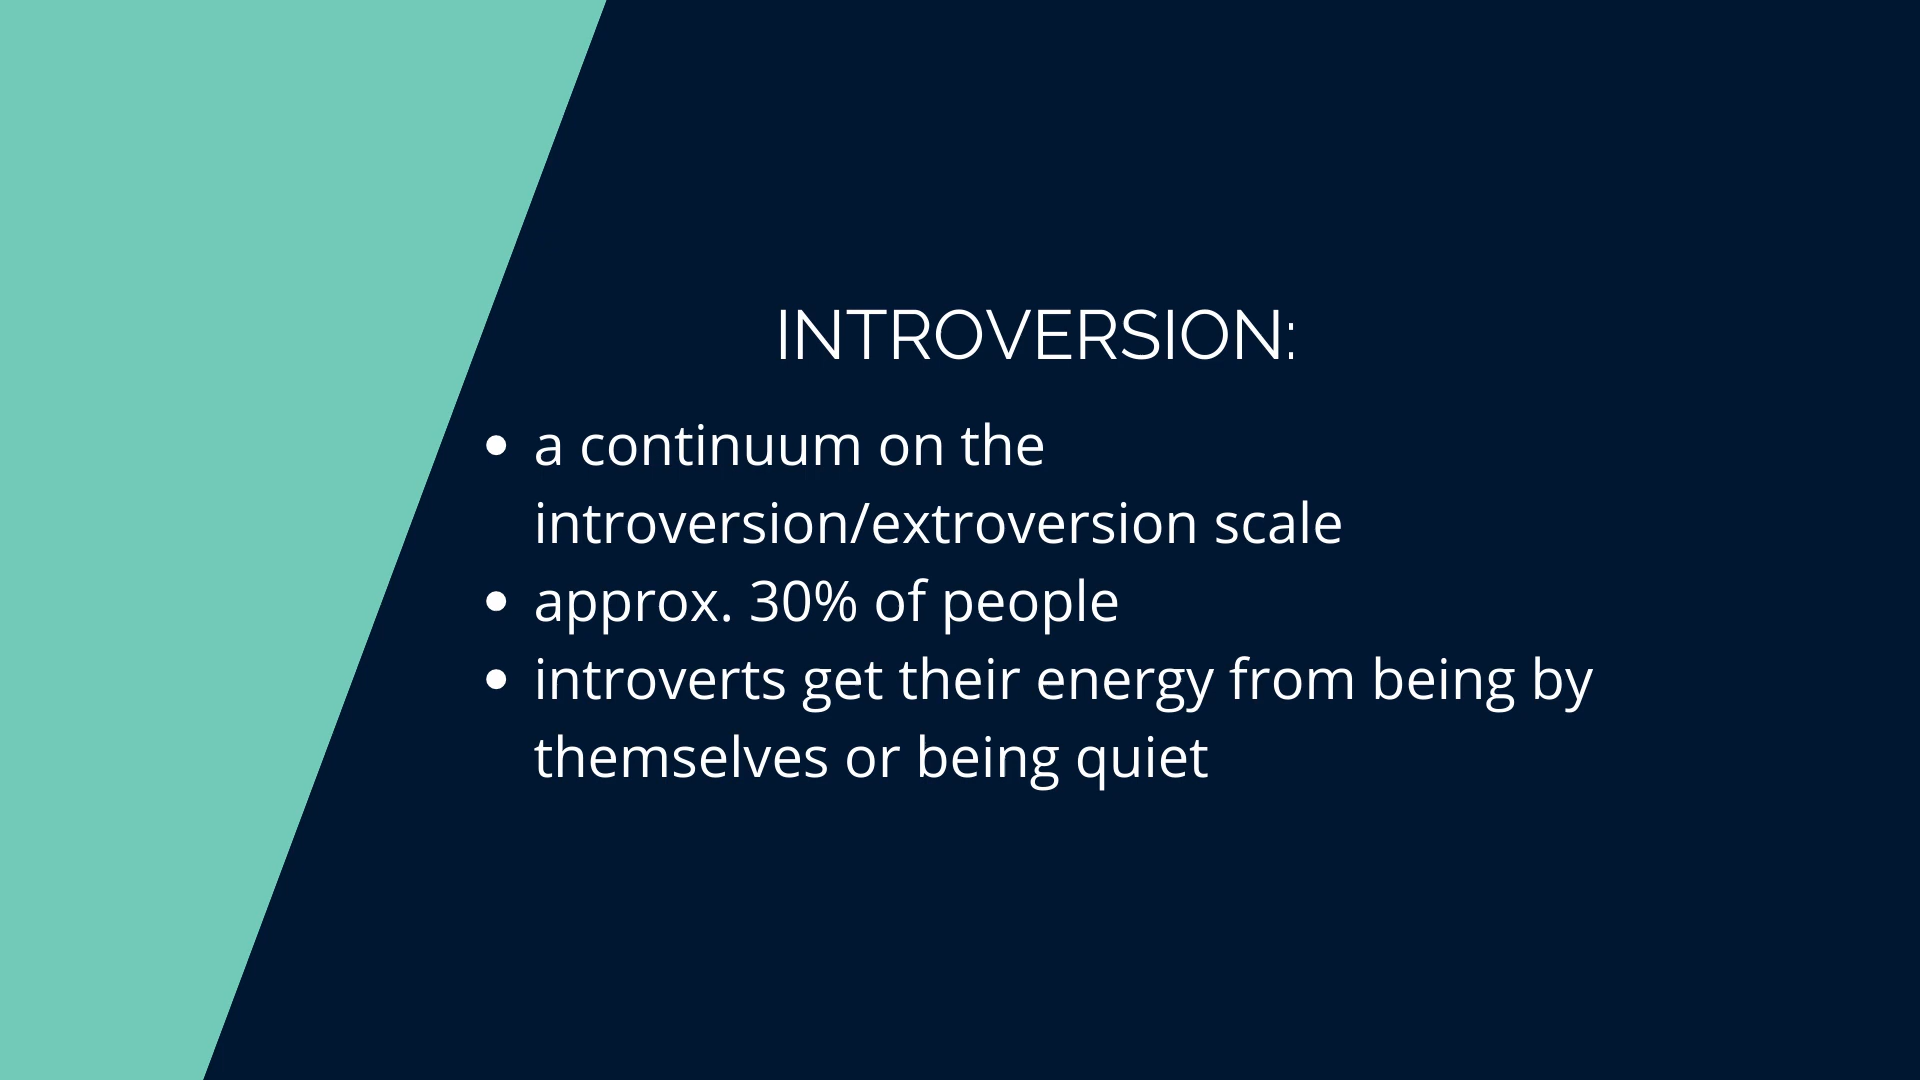 INTROVERSION:
• a continuum on the
introversion/extroversion scale
• approx. 30% of people
• introverts get their energy from being by
themselves or being quiet